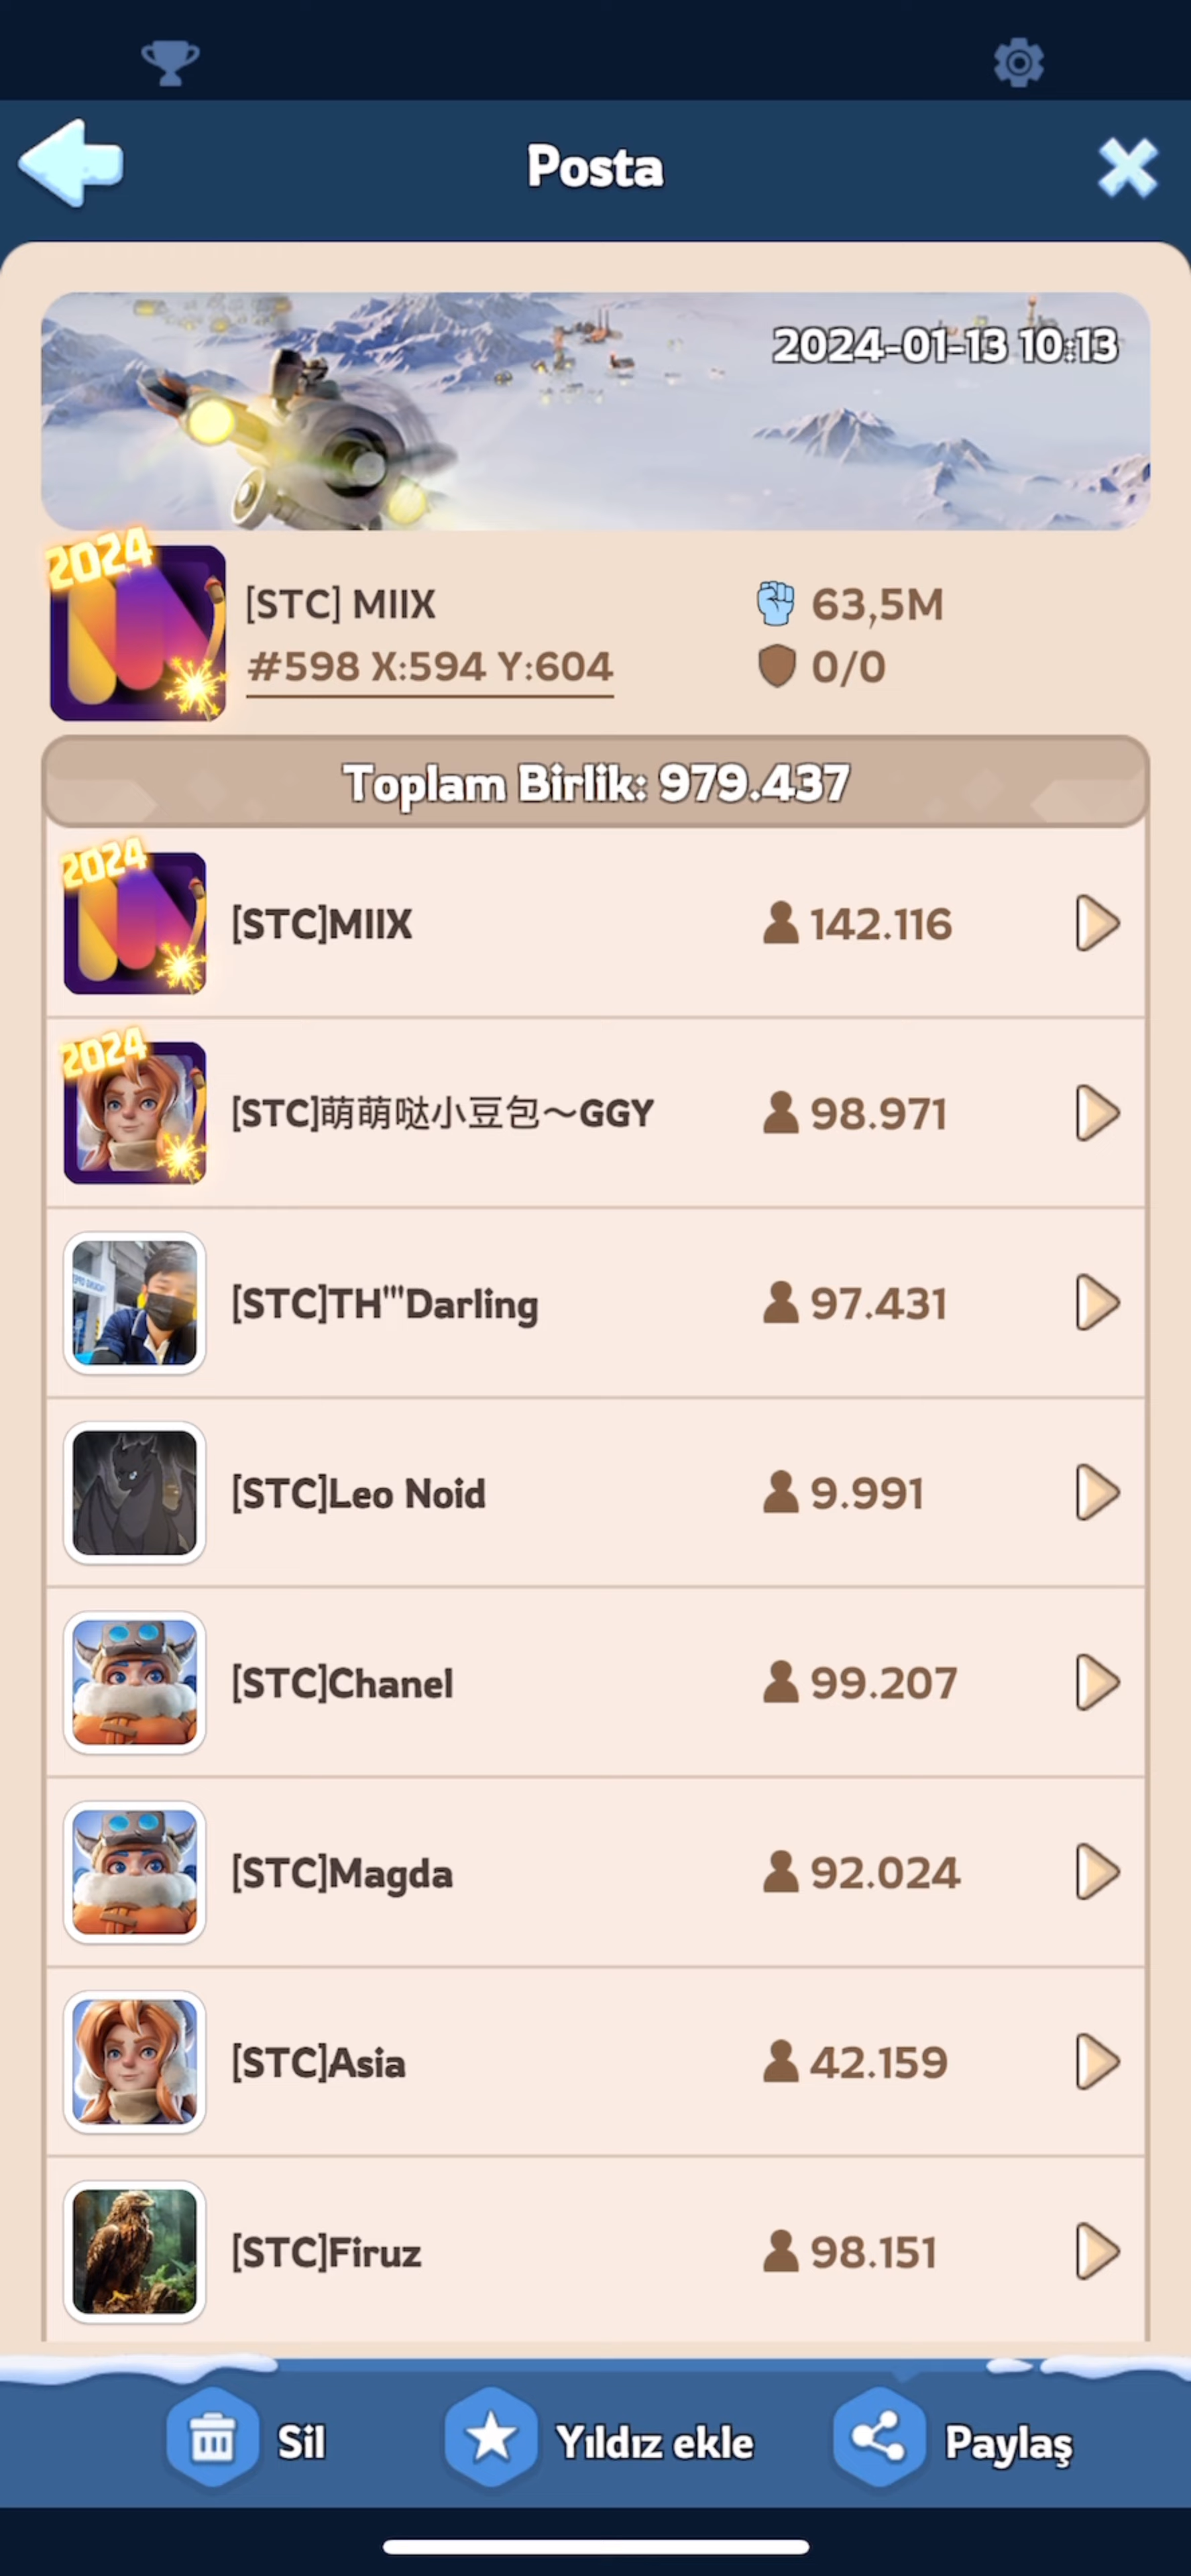 Posta
2024-01-13 10:13
2024
[STC] MIIX
63,5M
#598 X:594 Y:604
0/0
Toplam Birlik: 979.437
2024
[STC]MIIX
142.116
2024
[STC]萌萌哒小豆包～GGY
98.971
[STC]TH'''Darling
97.431
[STC]Leo Noid
9.991
[STC]Chanel
99.207
[STC]Magda
92.024
[STC]Asia
42.159
[STC]Firuz
98.151
Sil
Yıldız ekle
Paylaş